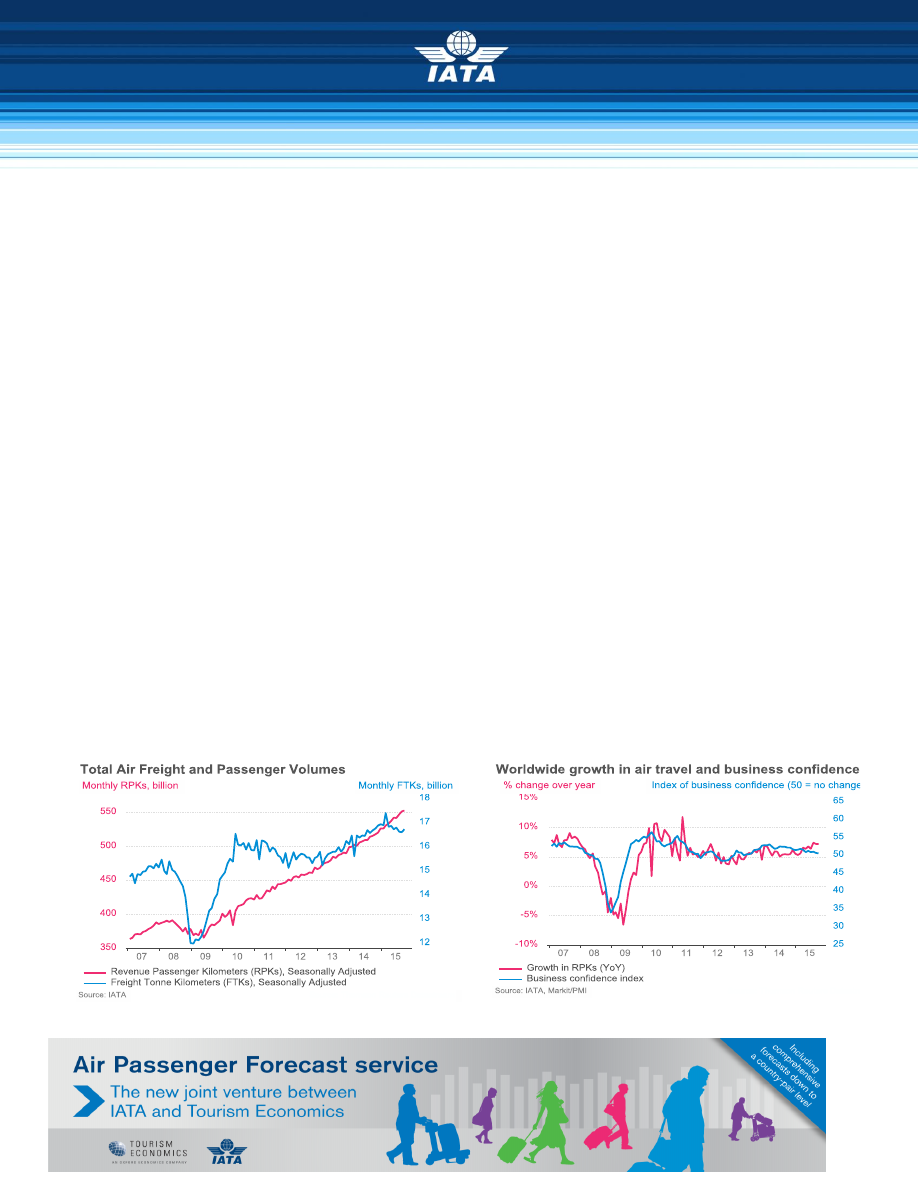 IATA
Total Air Freight and Passenger Volumes
Monthly RPKs, billion
Monthly FTKs, billion
550
500
450
400
350
18
17
16
15
14
13
12
07 08 09 10 11 12 13 14 15
Revenue Passenger Kilometers (RPKs), Seasonally Adjusted
Freight Tonne Kilometers (FTKs), Seasonally Adjusted
Source: IATA
Worldwide growth in air travel and business confidence
% change over year
Index of business confidence (50 = no change
15%
10%
5%
0%
-5%
-10%
65
60
55
50
45
40
35
30
25
07 08 09 10 11 12 13 14 15
Growth in RPKs (YoY)
Business confidence index
Source: IATA, Markit/PMI
Air Passenger Forecast service
The new joint venture between
IATA and Tourism Economics
TOURISM
ECONOMICS
AN OXFORD ECONOMICS COMPANY
IATA
Including
comprehensive
forecasts down to
a country-pair level